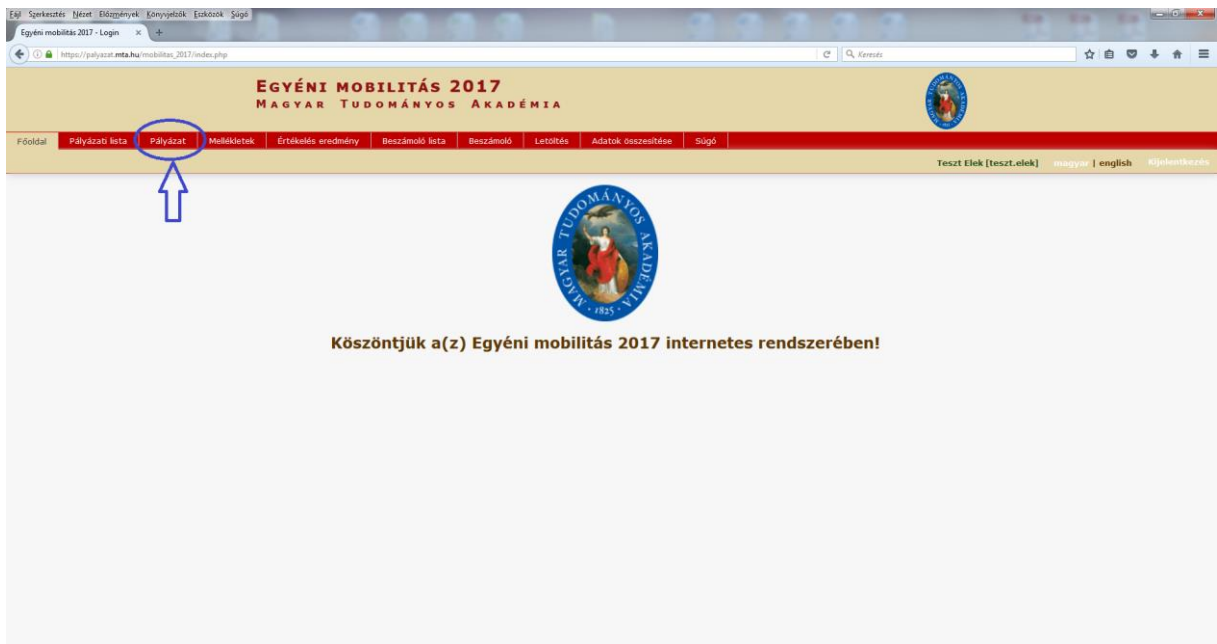 Fájl Szerkesztés Nézet Előzmények Könyvjelzők Eszközök Súgó
Egyéni mobilitás 2017 - Login × +
https://palyazat.mta.hu/mobilitas_2017/index.php Keresés
EGYÉNI MOBILITÁS 2017
MAGYAR TUDOMÁNYOS AKADÉMIA
Főoldal Pályázati lista Pályázat Mellékletek Értékelés eredmény Beszámoló lista Beszámoló Letöltés Adatok összesítése Súgó
Teszt Elek [teszt.elek] magyar | english Kijelentkezés
MAGYAR TUDOMÁNYOS AKADÉMIA
· 1825 ·
Köszöntjük a(z) Egyéni mobilitás 2017 internetes rendszerében!